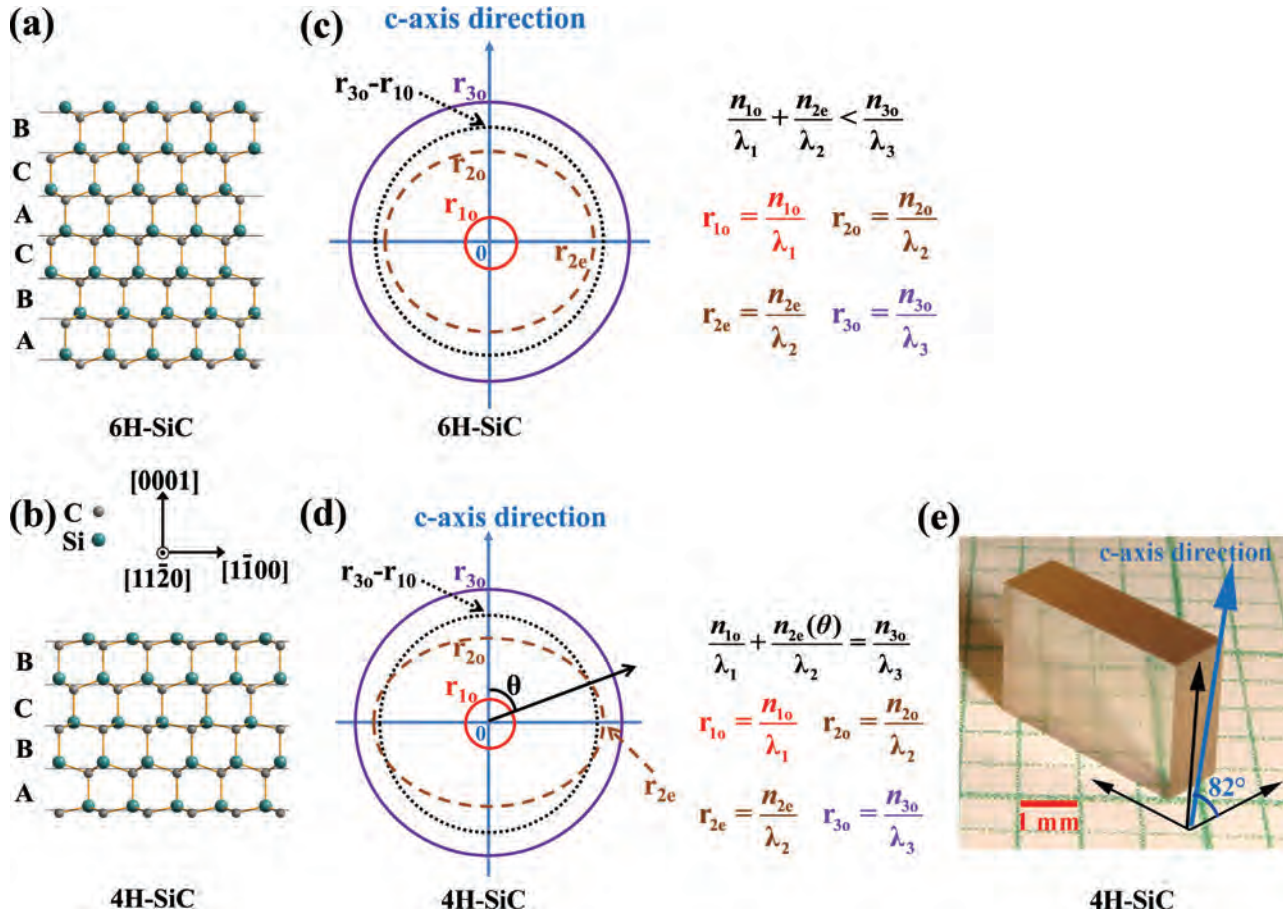 (a)
B
C
A
C
B
A
6H-SiC
(c)
c-axis direction
r₃ₒ-r₁₀
r₃ₒ
r₂ₒ
r₁ₒ
0
r₂ₑ
6H-SiC
n₁ₒ/λ₁ + n₂ₑ/λ₂ < n₃ₒ/λ₃
r₁ₒ = n₁ₒ/λ₁ r₂ₒ = n₂ₒ/λ₂
r₂ₑ = n₂ₑ/λ₂ r₃ₒ = n₃ₒ/λ₃
(b)
C
Si
[0001]
[112̄0]
[11̄00]
B
C
B
A
4H-SiC
(d)
c-axis direction
r₃ₒ-r₁₀
r₃ₒ
r₂ₒ
r₁ₒ
θ
0
r₂ₑ
4H-SiC
n₁ₒ/λ₁ + n₂ₑ(θ)/λ₂ = n₃ₒ/λ₃
r₁ₒ = n₁ₒ/λ₁ r₂ₒ = n₂ₒ/λ₂
r₂ₑ = n₂ₑ/λ₂ r₃ₒ = n₃ₒ/λ₃
(e)
c-axis direction
82°
1 mm
4H-SiC